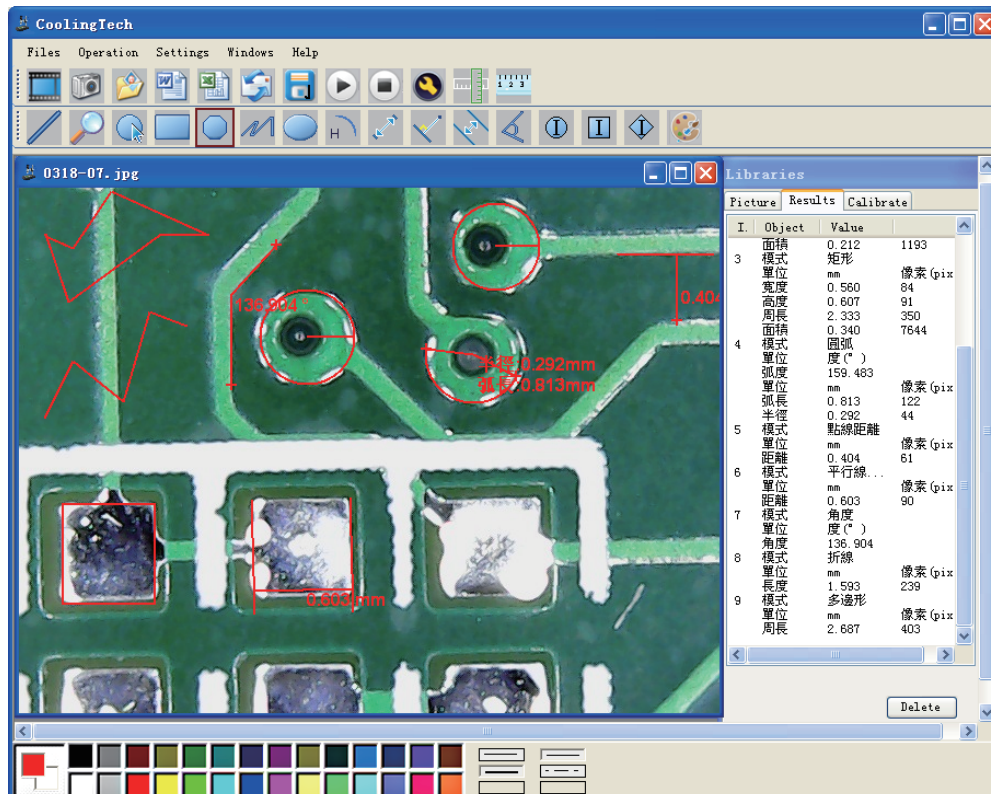 CoolingTech
Files Operation Settings Windows Help
1 2 3
H
0318-07.jpg
Libraries
Picture Results Calibrate
I. Object Value
面積 0.212 1193
3 模式 矩形
單位 mm 像素(pix
寬度 0.560 84
高度 0.607 91
周長 2.333 350
面積 0.340 7644
4 模式 圓弧
單位 度(°)
弧度 159.483
單位 mm 像素(pix
弧長 0.813 122
半徑 0.292 44
5 模式 點線距離
單位 mm 像素(pix
距離 0.404 61
6 模式 平行線...
單位 mm 像素(pix
距離 0.603 90
7 模式 角度
單位 度(°)
角度 136.904
8 模式 折線
單位 mm 像素(pix
長度 1.593 239
9 模式 多邊形
單位 mm 像素(pix
周長 2.687 403
136.904 °
0.404
半徑:0.292mm
弧長:0.813mm
0.603mm
Delete